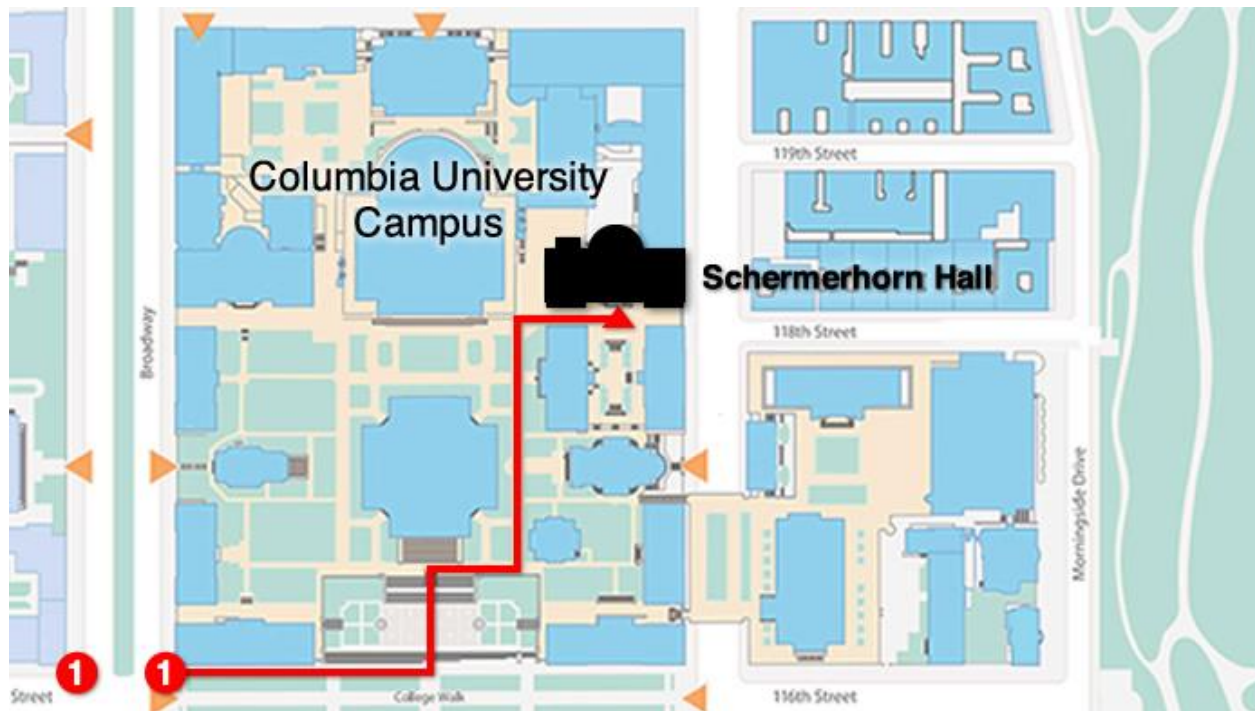 Columbia University
Campus
119th Street
Schermerhorn Hall
118th Street
Broadway
Morningside Drive
1
1
Street
College Walk
116th Street